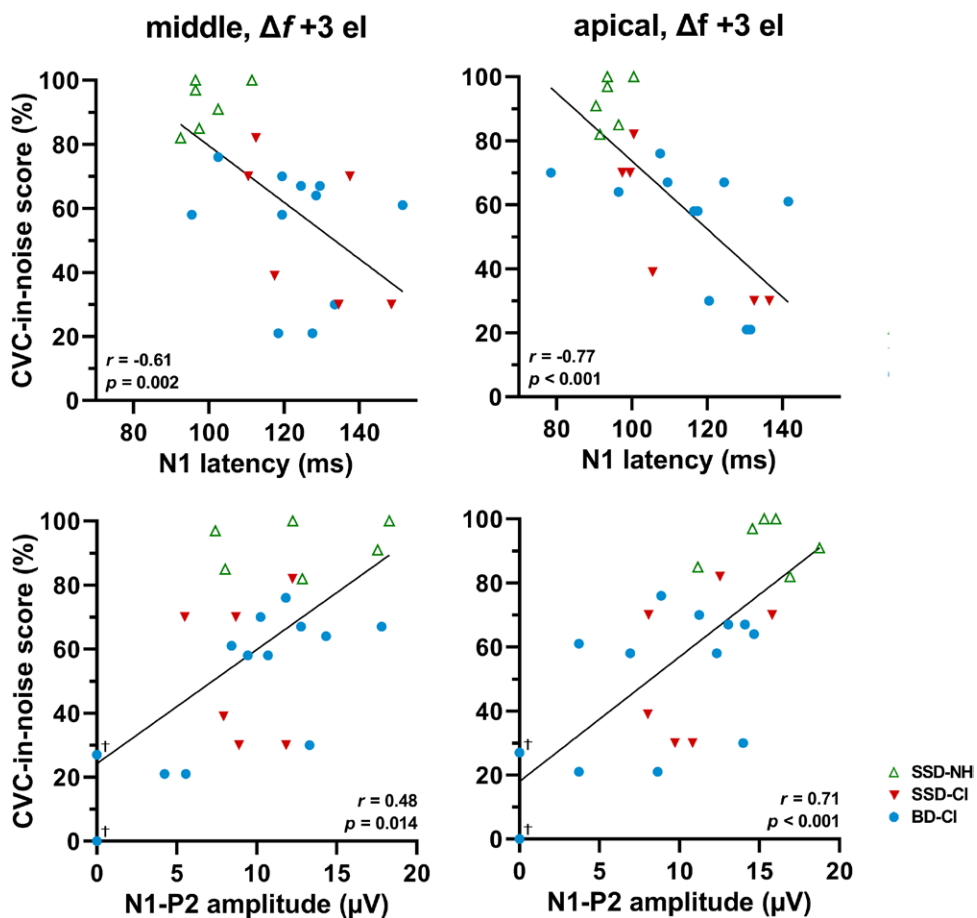 middle, Δf +3 el
apical, Δf +3 el
CVC-in-noise score (%)
100
80
60
40
20
0
r = -0.61
p = 0.002
80 100 120 140
N1 latency (ms)
100
80
60
40
20
0
r = -0.77
p < 0.001
80 100 120 140
N1 latency (ms)
CVC-in-noise score (%)
100
80
60
40
20
0
†
†
r = 0.48
p = 0.014
0 5 10 15 20
N1-P2 amplitude (µV)
100
80
60
40
20
0
†
†
r = 0.71
p < 0.001
0 5 10 15 20
N1-P2 amplitude (µV)
SSD-NH
SSD-CI
BD-CI